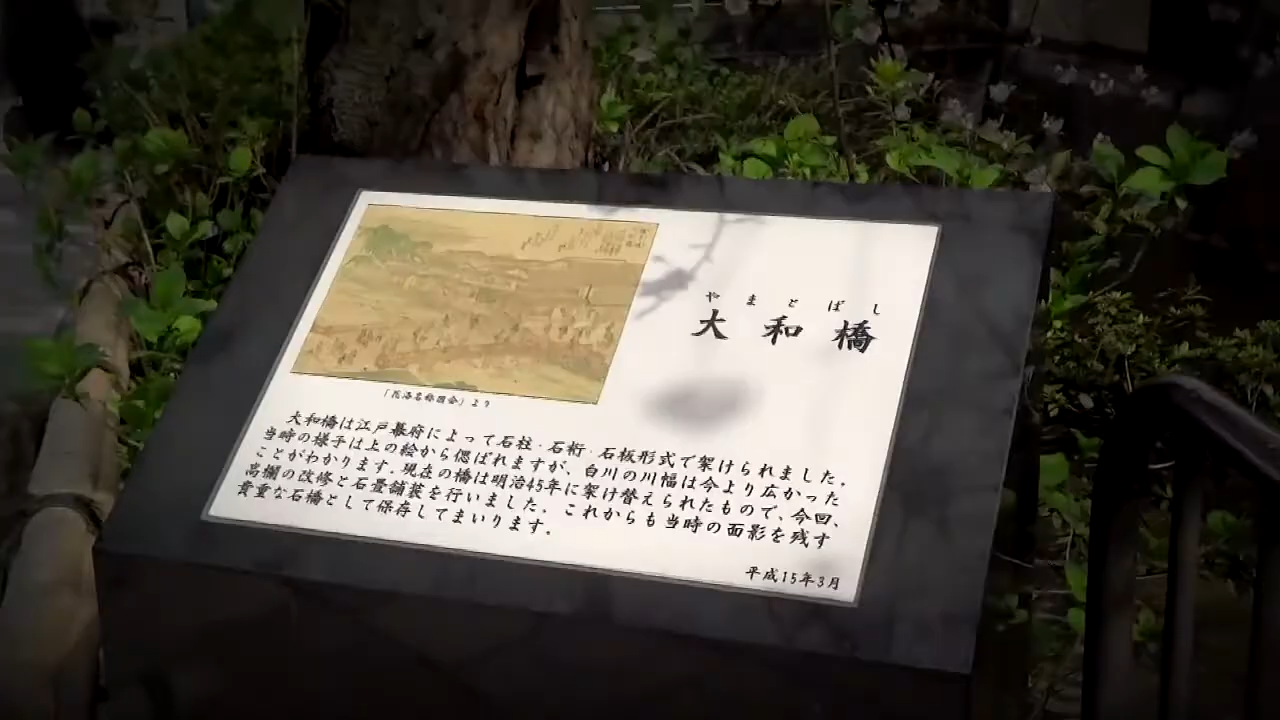 やまとばし
大和橋
「花洛名勝図会」より
大和橋は江戸幕府によって石柱・石桁・石板形式で架けられました。
当時の様子は上の絵から偲ばれますが、白川の川幅は今より広かった
ことがわかります。現在の橋は明治45年に架け替えられたもので、今回、
高欄の改修と石畳舗装を行いました。これからも当時の面影を残す
貴重な石橋として保存してまいります。
平成15年3月